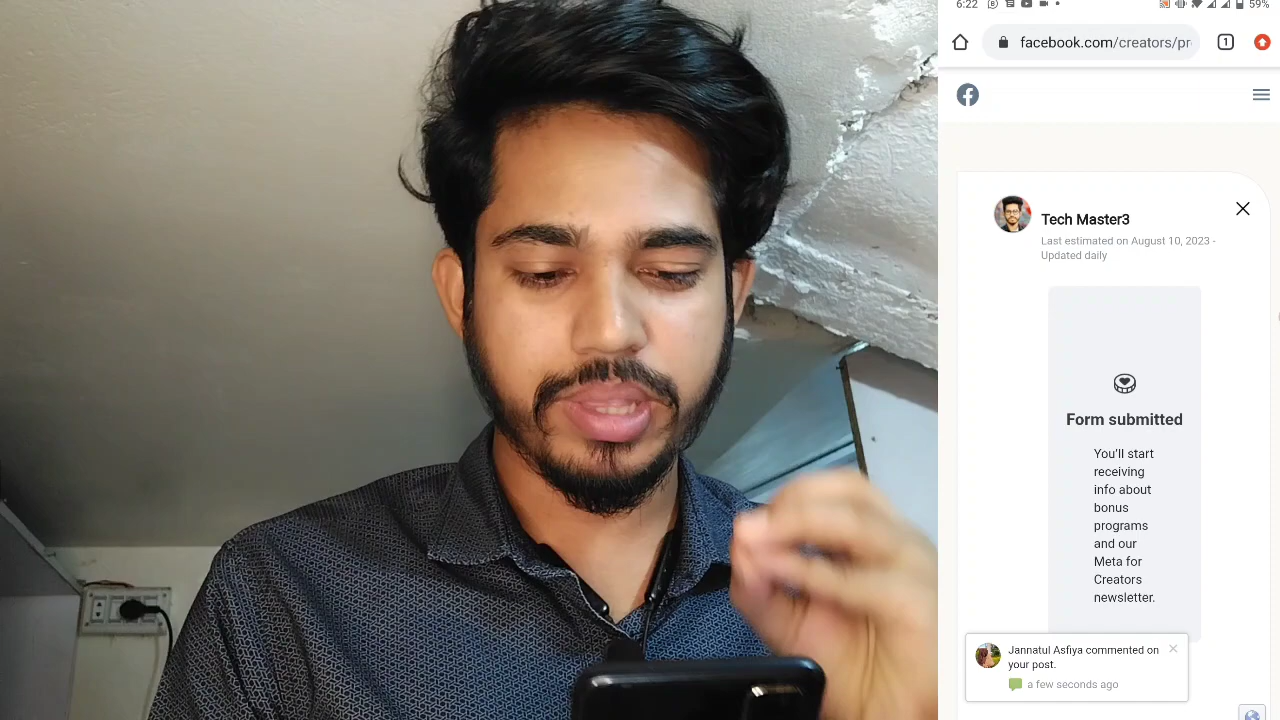 6:22
59%
facebook.com/creators/pr
1
Tech Master3
Last estimated on August 10, 2023 -
Updated daily
Form submitted
You'll start
receiving
info about
bonus
programs
and our
Meta for
Creators
newsletter.
Jannatul Asfiya commented on
your post.
a few seconds ago